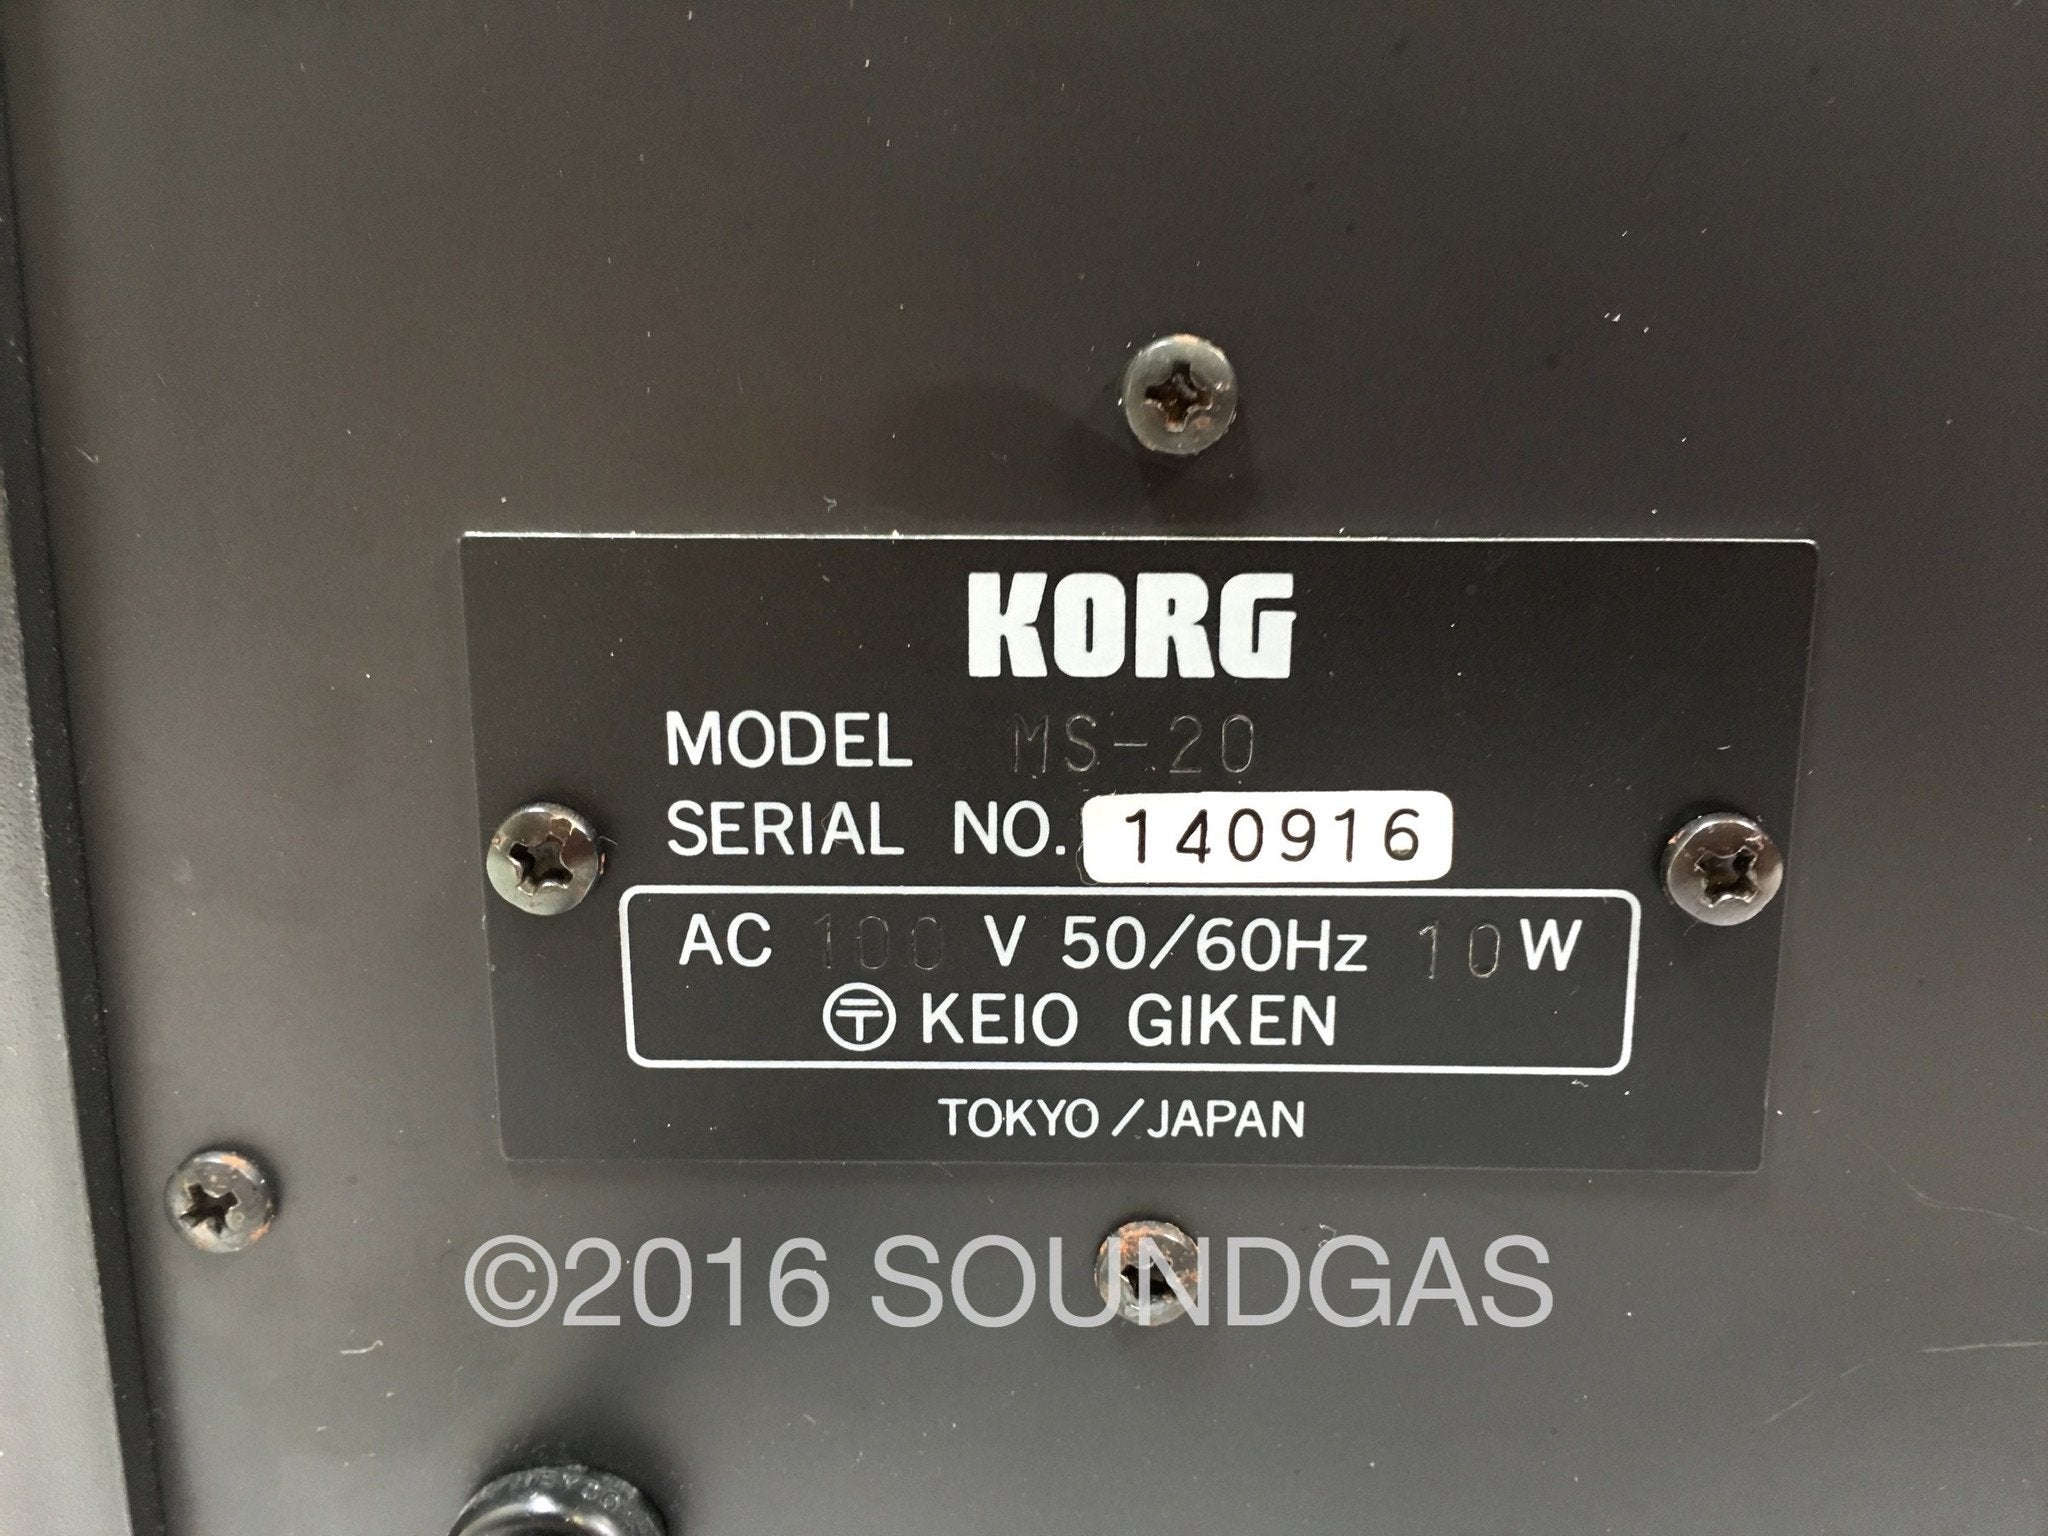 KORG
MODEL MS-20
SERIAL NO. 140916
AC 100 V 50/60Hz 10 W
KEIO GIKEN
TOKYO/JAPAN
©2016 SOUNDGAS